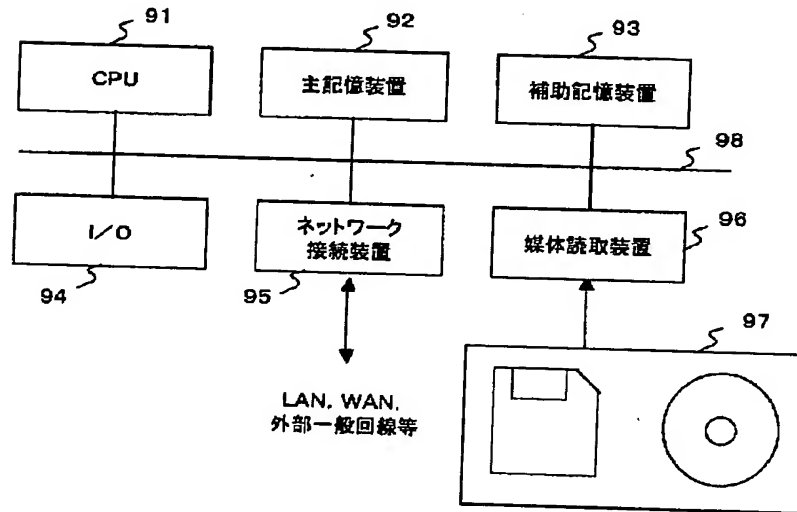 91
CPU
92
主記憶装置
93
補助記憶装置
98
I/O
94
ネットワーク
接続装置
95
媒体読取装置
96
97
LAN, WAN,
外部一般回線等